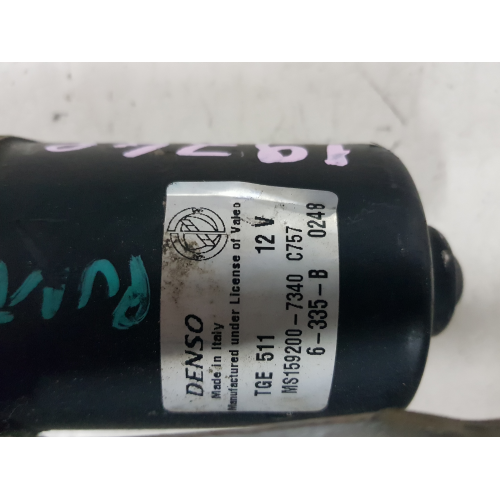 DENSO
Made in Italy
Manufactured under License of Valeo
TGE 511 12 V
MS159200-7340 C757
6-335-B 0248